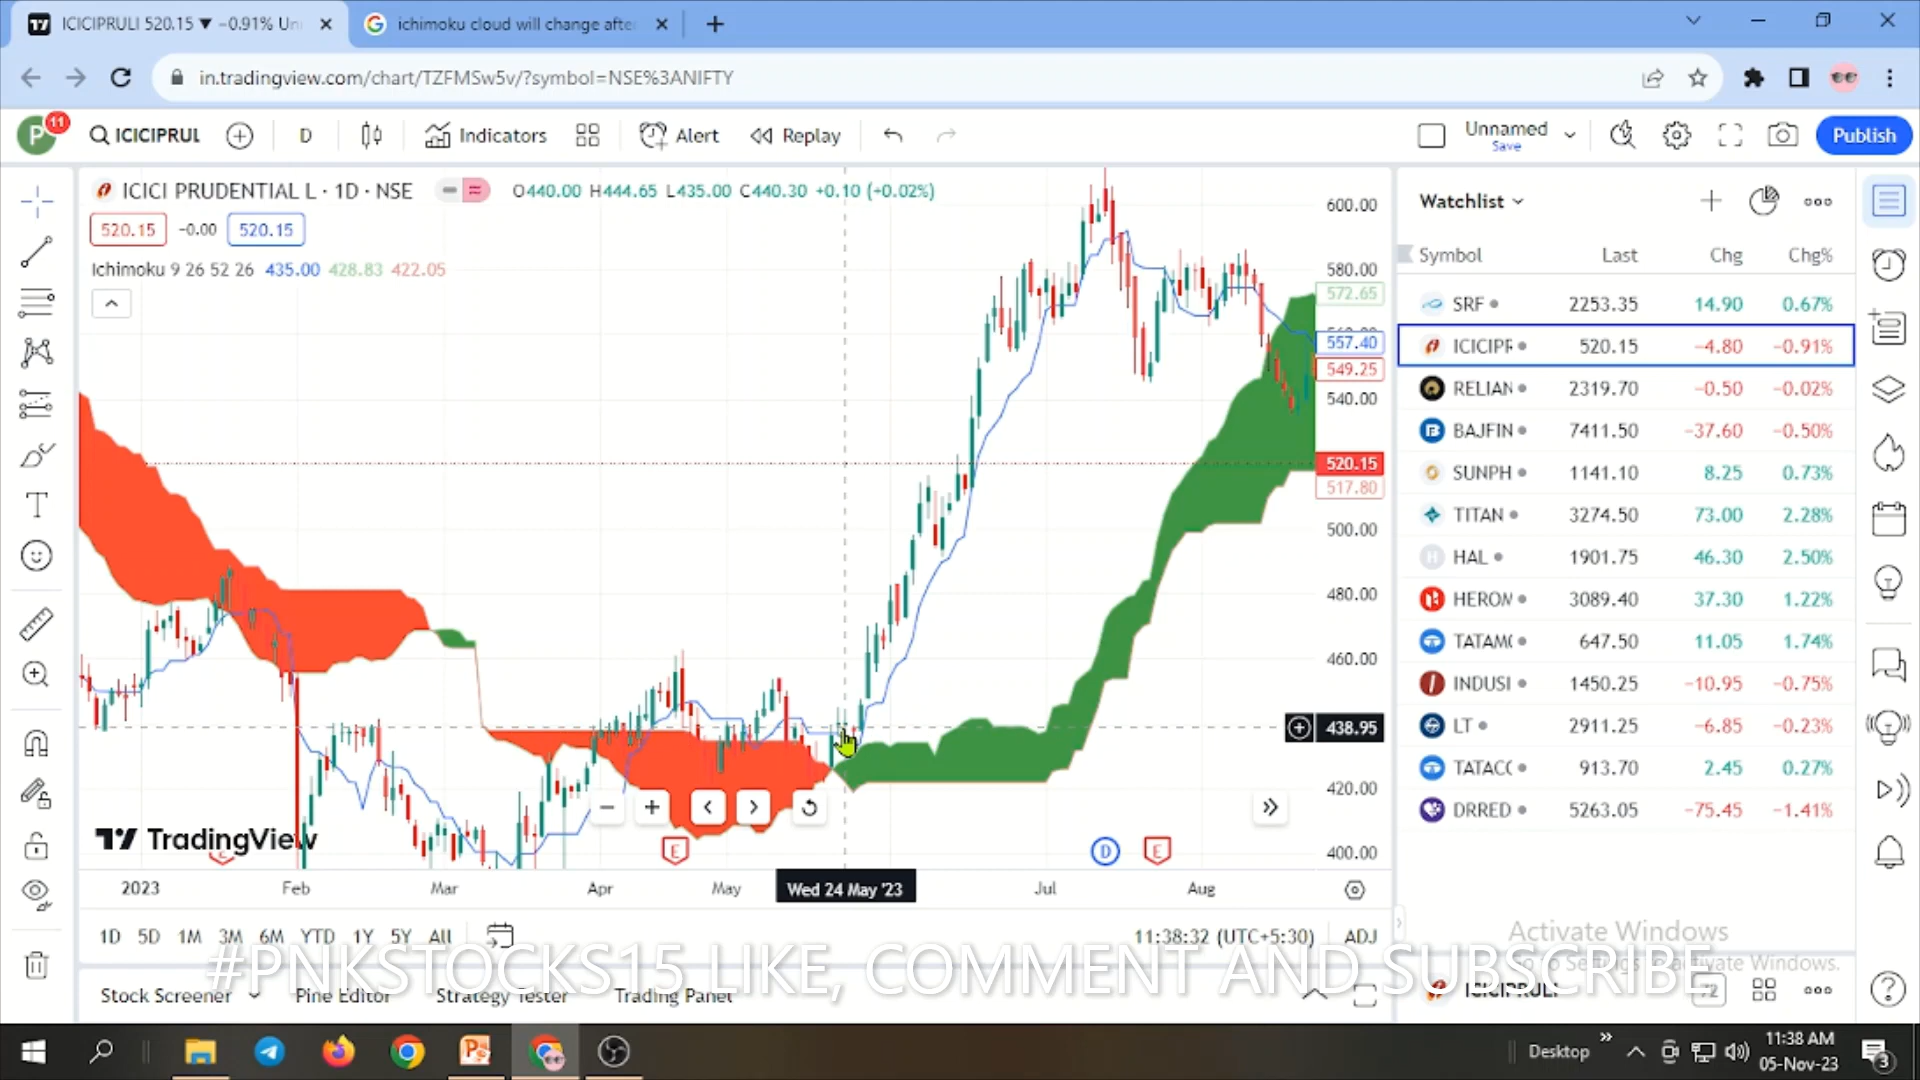 ICICIPRULI 520.15 ▼ −0.91% Un
ichimoku cloud will change afte
in.tradingview.com/chart/TZFMSw5v/?symbol=NSE%3ANIFTY
P 11
ICICIPRUL
D
Indicators
Alert
Replay
Unnamed
Save
Publish
ICICI PRUDENTIAL L · 1D · NSE
O440.00 H444.65 L435.00 C440.30 +0.10 (+0.02%)
520.15 −0.00 520.15
Ichimoku 9 26 52 26 435.00 428.83 422.05
600.00
580.00
572.65
557.40
549.25
540.00
520.15
517.80
500.00
480.00
460.00
438.95
420.00
400.00
TradingView
E
D
E
2023 Feb Mar Apr May Wed 24 May '23 Jul Aug
1D 5D 1M 3M 6M YTD 1Y 5Y All
11:38:32 (UTC+5:30) ADJ
Watchlist
Symbol Last Chg Chg%
SRF 2253.35 14.90 0.67%
ICICIPR 520.15 −4.80 −0.91%
RELIAN 2319.70 −0.50 −0.02%
BAJFIN 7411.50 −37.60 −0.50%
SUNPH 1141.10 8.25 0.73%
TITAN 3274.50 73.00 2.28%
HAL 1901.75 46.30 2.50%
HEROM 3089.40 37.30 1.22%
TATAM 647.50 11.05 1.74%
INDUSI 1450.25 −10.95 −0.75%
LT 2911.25 −6.85 −0.23%
TATACO 913.70 2.45 0.27%
DRRED 5263.05 −75.45 −1.41%
Activate Windows
Go to Settings to activate Windows.
#PNKSTOCKS15 LIKE, COMMENT AND SUBSCRIBE
Stock Screener Pine Editor Strategy Tester Trading Panel
ICICIPRULI
Desktop
11:38 AM
05-Nov-23
3